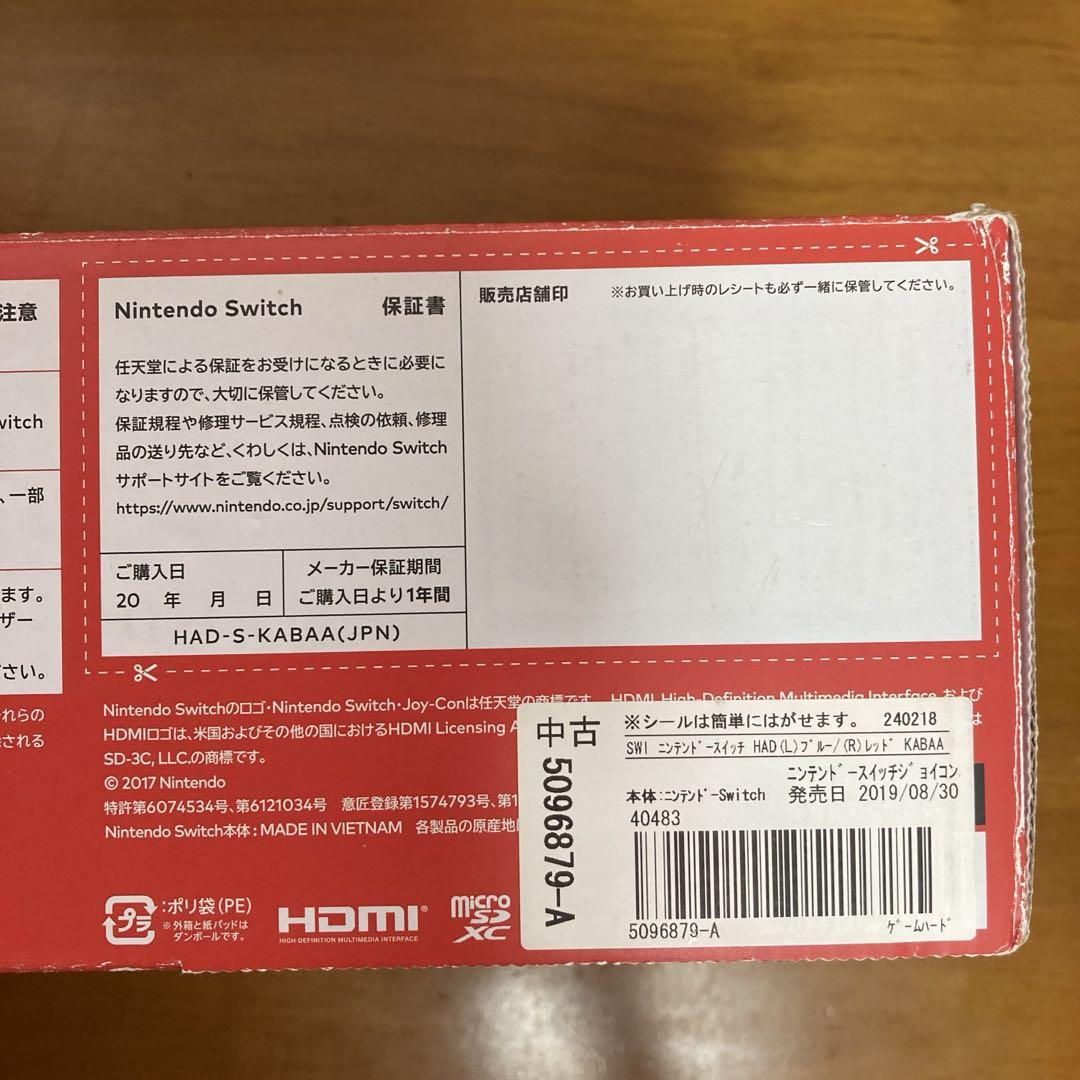 注意
witch
、一部
ます。
ザー
ださい。
れらの
される
Nintendo Switch 保証書
任天堂による保証をお受けになるときに必要に
なりますので、大切に保管してください。
保証規程や修理サービス規程、点検の依頼、修理
品の送り先など、くわしくは、Nintendo Switch
サポートサイトをご覧ください。
https://www.nintendo.co.jp/support/switch/
ご購入日
20 年 月 日
メーカー保証期間
ご購入日より1年間
HAD-S-KABAA(JPN)
販売店舗印 ※お買い上げ時のレシートも必ず一緒に保管してください。
Nintendo Switchのロゴ・Nintendo Switch・Joy-Conは任天堂の商標です。 HDMI、High-Definition Multimedia Interface、および
HDMIロゴは、米国およびその他の国におけるHDMI Licensing A
は
SD-3C, LLC.の商標です。
© 2017 Nintendo
特許第6074534号、第6121034号 意匠登録第1574793号、第1
Nintendo Switch本体：MADE IN VIETNAM 各製品の原産地
プラ
:ポリ袋(PE)
※外箱と紙パッドは
ダンボールです。
HDMI®
HIGH DEFINITION MULTIMEDIA INTERFACE
micro
SD
XC
中古
5096879-A
※シールは簡単にはがせます。 240218
SWI ﾆﾝﾃﾝﾄﾞｰｽｲｯﾁ HAD(L)ﾌﾞﾙｰ/(R)ﾚｯﾄﾞ KABAA
ﾆﾝﾃﾝﾄﾞｰｽｲｯﾁｼﾞｮｲｺﾝ
本体:ﾆﾝﾃﾝﾄﾞｰSwitch 発売日 2019/08/30
40483
5096879-A ｹﾞｰﾑﾊｰﾄﾞ